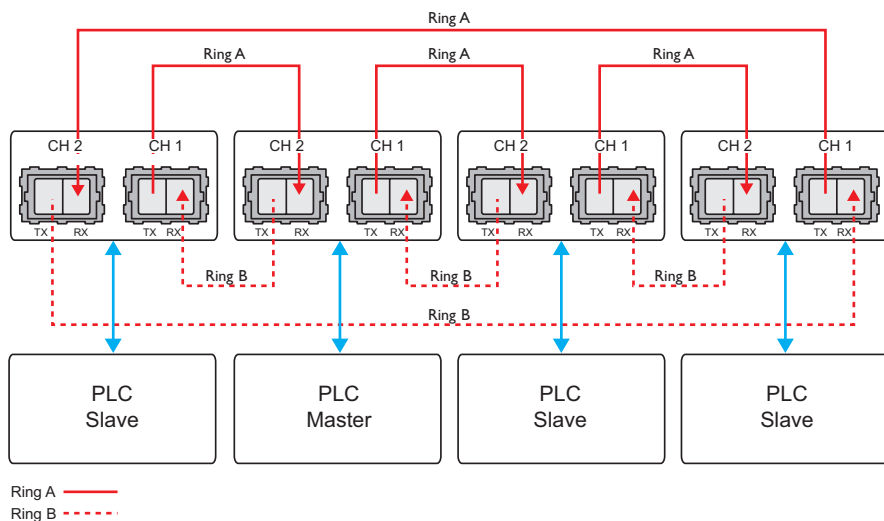 Ring A
Ring A Ring A Ring A
CH 2 CH 1 CH 2 CH 1 CH 2 CH 1 CH 2 CH 1
TX RX TX RX TX RX TX RX TX RX TX RX TX RX TX RX
Ring B Ring B Ring B
Ring B
PLC PLC PLC PLC
Slave Master Slave Slave
Ring A
Ring B